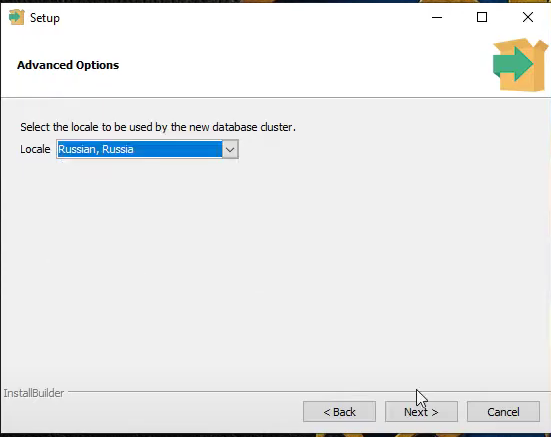 Setup
Advanced Options
Select the locale to be used by the new database cluster.
Locale Russian, Russia
InstallBuilder
< Back Next > Cancel